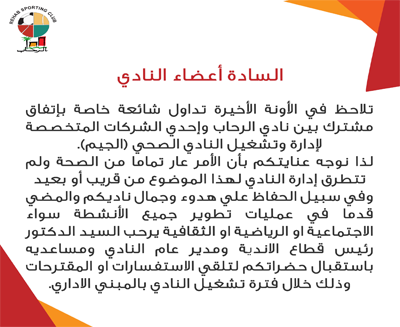 REHAB SPORTING CLUB
السادة أعضاء النادي
تلاحظ في الأونة الأخيرة تداول شائعة خاصة بإتفاق
مشترك بين نادي الرحاب وإحدي الشركات المتخصصة
لإدارة وتشغيل النادي الصحي (الجيم).
لذا نوجه عنايتكم بأن الأمر عار تماما من الصحة ولم
تتطرق إدارة النادي لهذا الموضوع من قريب أو بعيد
وفي سبيل الحفاظ علي هدوء وجمال ناديكم والمضي
قدما في عمليات تطوير جميع الأنشطة سواء
الاجتماعية او الرياضية او الثقافية يرحب السيد الدكتور
رئيس قطاع الاندية ومدير عام النادي ومساعديه
باستقبال حضراتكم لتلقي الاستفسارات او المقترحات
وذلك خلال فترة تشغيل النادي بالمبني الاداري.